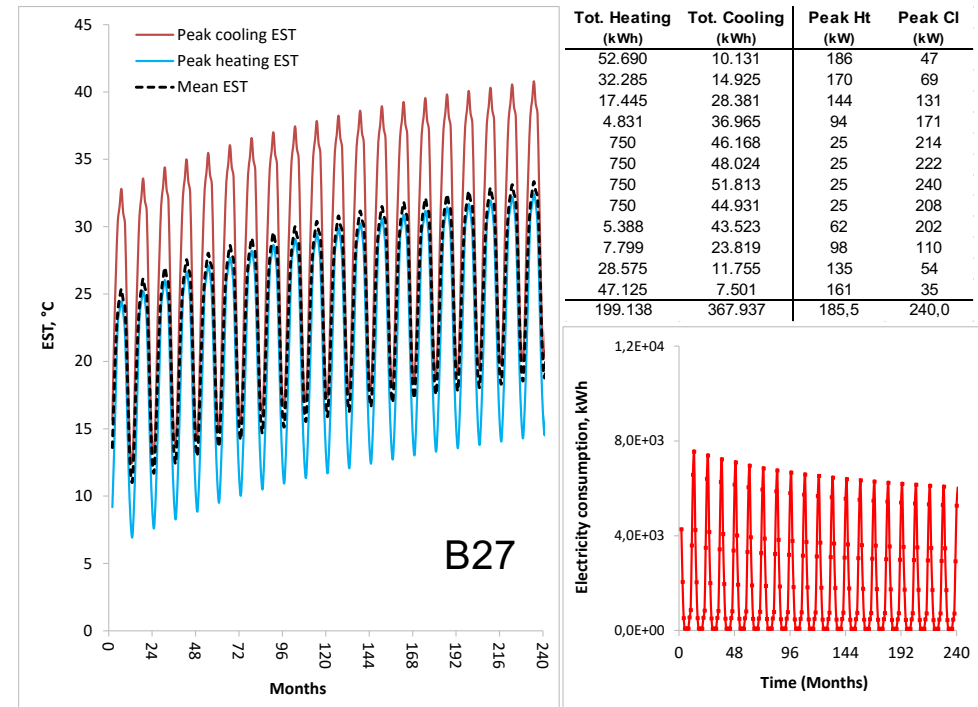 45
40
35
30
25
20
15
10
5
0
EST, °C
Peak cooling EST
Peak heating EST
Mean EST
B27
0 24 48 72 96 120 144 168 192 216 240
Months
Tot. Heating Tot. Cooling Peak Ht Peak Cl
(kWh) (kWh) (kW) (kW)
52.690 10.131 186 47
32.285 14.925 170 69
17.445 28.381 144 131
4.831 36.965 94 171
750 46.168 25 214
750 48.024 25 222
750 51.813 25 240
750 44.931 25 208
5.388 43.523 62 202
7.799 23.819 98 110
28.575 11.755 135 54
47.125 7.501 161 35
199.138 367.937 185,5 240,0
1,2E+04
8,0E+03
4,0E+03
0,0E+00
Electricity consumption, kWh
0 48 96 144 192 240
Time (Months)